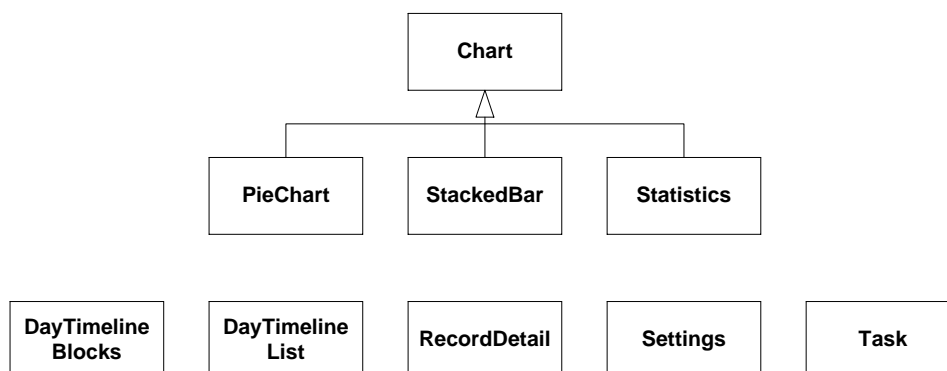 Chart
PieChart
StackedBar
Statistics
DayTimeline
Blocks
DayTimeline
List
RecordDetail
Settings
Task